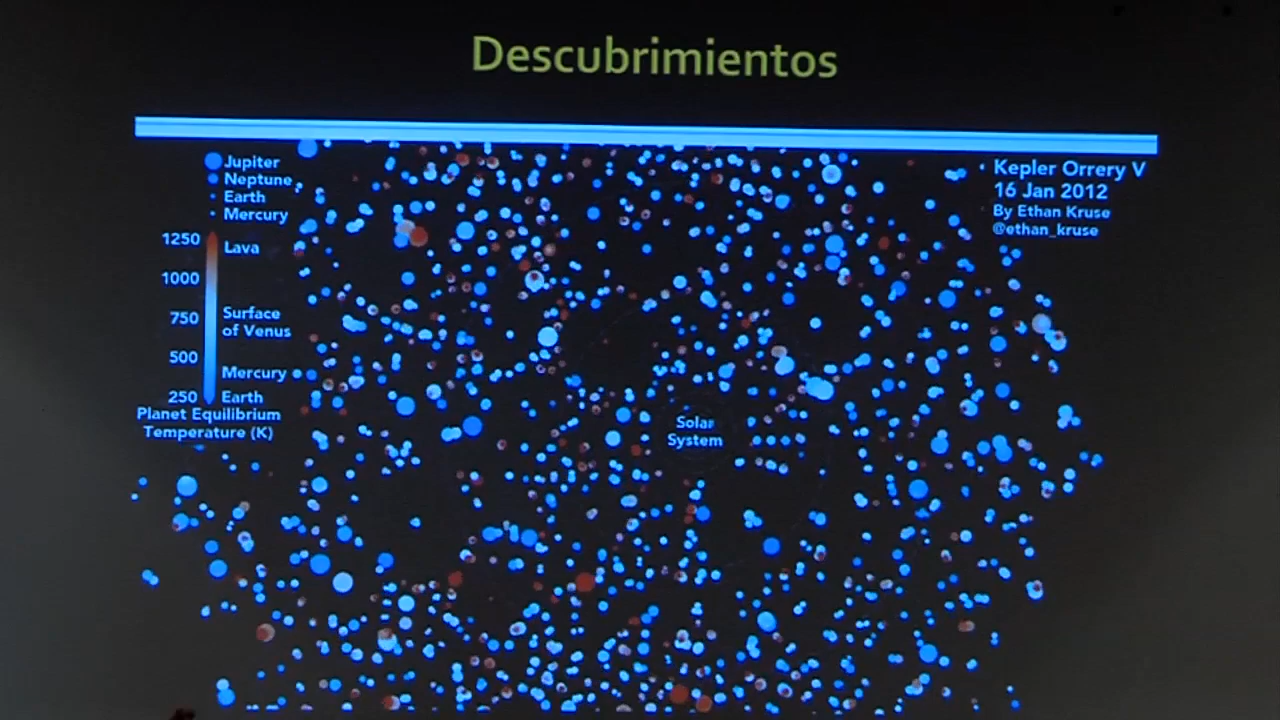 Descubrimientos
Jupiter
Neptune
Earth
Mercury
1250
Lava
1000
750
Surface
of Venus
500
Mercury
250
Earth
Planet Equilibrium
Temperature (K)
Kepler Orrery V
16 Jan 2012
By Ethan Kruse
@ethan_kruse
Solar
System